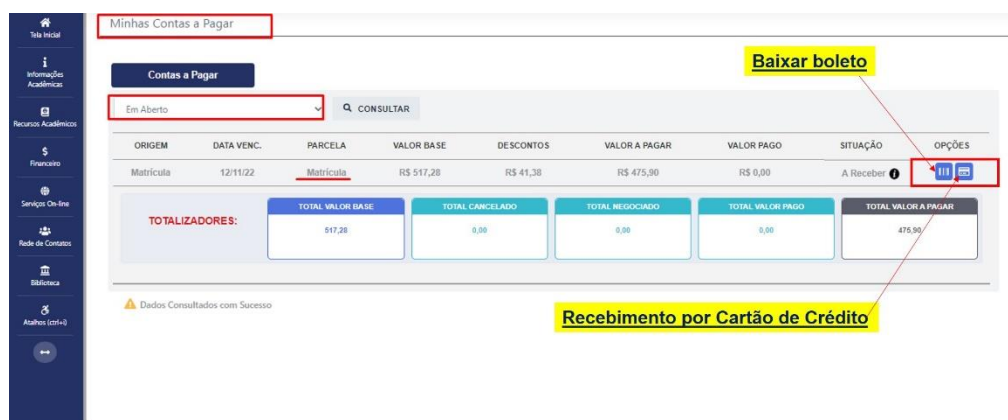 Minhas Contas a Pagar
Tela Inicial
Informações
Acadêmicas
Recursos Acadêmicos
Financeiro
Serviços On-line
Rede de Contatos
Biblioteca
Atalhos (ctrl+i)
Baixar boleto
Contas a Pagar
Em Aberto
CONSULTAR
ORIGEM DATA VENC. PARCELA VALOR BASE DESCONTOS VALOR A PAGAR VALOR PAGO SITUAÇÃO OPÇÕES
Matrícula 12/11/22 Matrícula R$ 517,28 R$ 41,38 R$ 475,90 R$ 0,00 A Receber
TOTALIZADORES:
TOTAL VALOR BASE TOTAL CANCELADO TOTAL NEGOCIADO TOTAL VALOR PAGO TOTAL VALOR A PAGAR
517,28 0,00 0,00 0,00 475,90
Dados Consultados com Sucesso
Recebimento por Cartão de Crédito